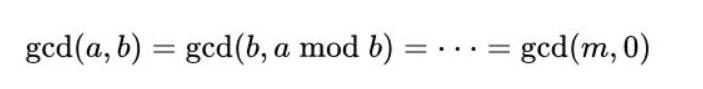 gcd(a, b) = gcd(b, a mod b) = · · · = gcd(m, 0)